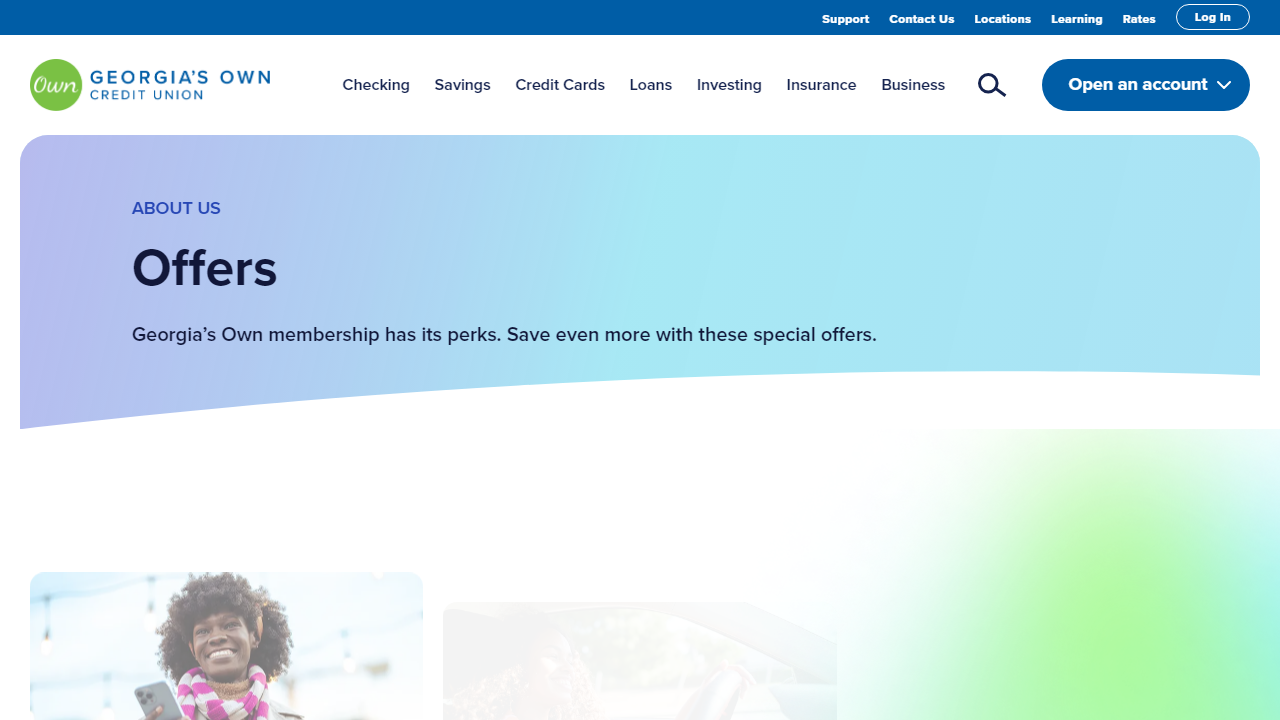 Support Contact Us Locations Learning Rates Log In
Own GEORGIA'S OWN
CREDIT UNION
Checking Savings Credit Cards Loans Investing Insurance Business Open an account
ABOUT US
Offers
Georgia’s Own membership has its perks. Save even more with these special offers.